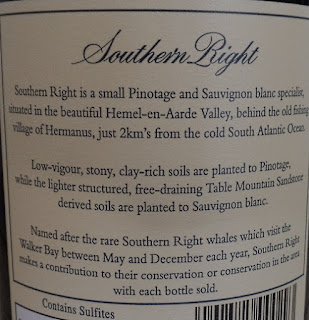 Southern Right
Southern Right is a small Pinotage and Sauvignon blanc specialist,
situated in the beautiful Hemel-en-Aarde Valley, behind the old fishing
village of Hermanus, just 2km's from the cold South Atlantic Ocean.
Low-vigour, stony, clay-rich soils are planted to Pinotage,
while the lighter structured, free-draining Table Mountain Sandstone
derived soils are planted to Sauvignon blanc.
Named after the rare Southern Right whales which visit the
Walker Bay between May and December each year, Southern Right
makes a contribution to their conservation or conservation in the area
with each bottle sold.
Contains Sulfites